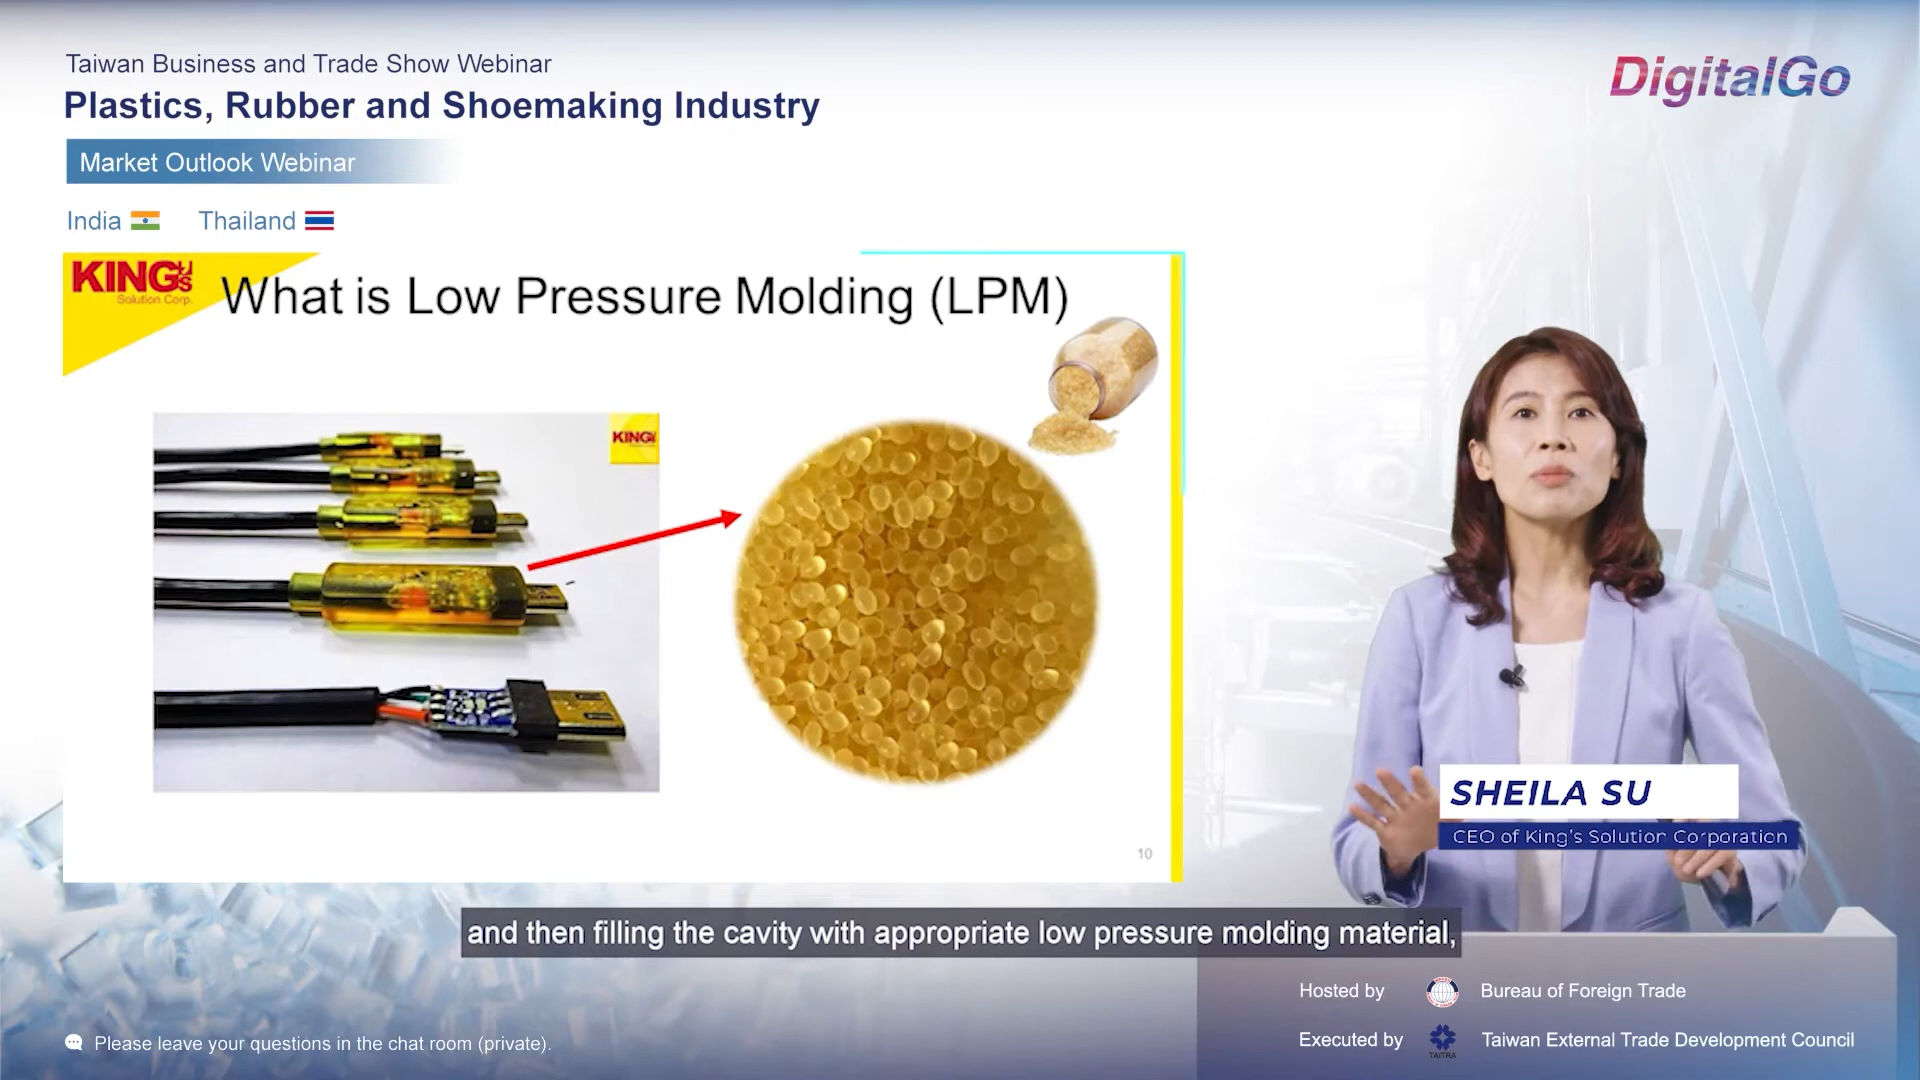 Taiwan Business and Trade Show Webinar
DigitalGo
Plastics, Rubber and Shoemaking Industry
Market Outlook Webinar
India Thailand
KING'S
Solution Corp.
What is Low Pressure Molding (LPM)
KING'S
10
SHEILA SU
CEO of King's Solution Corporation
and then filling the cavity with appropriate low pressure molding material,
Hosted by Bureau of Foreign Trade
Executed by TAITRA Taiwan External Trade Development Council
Please leave your questions in the chat room (private).